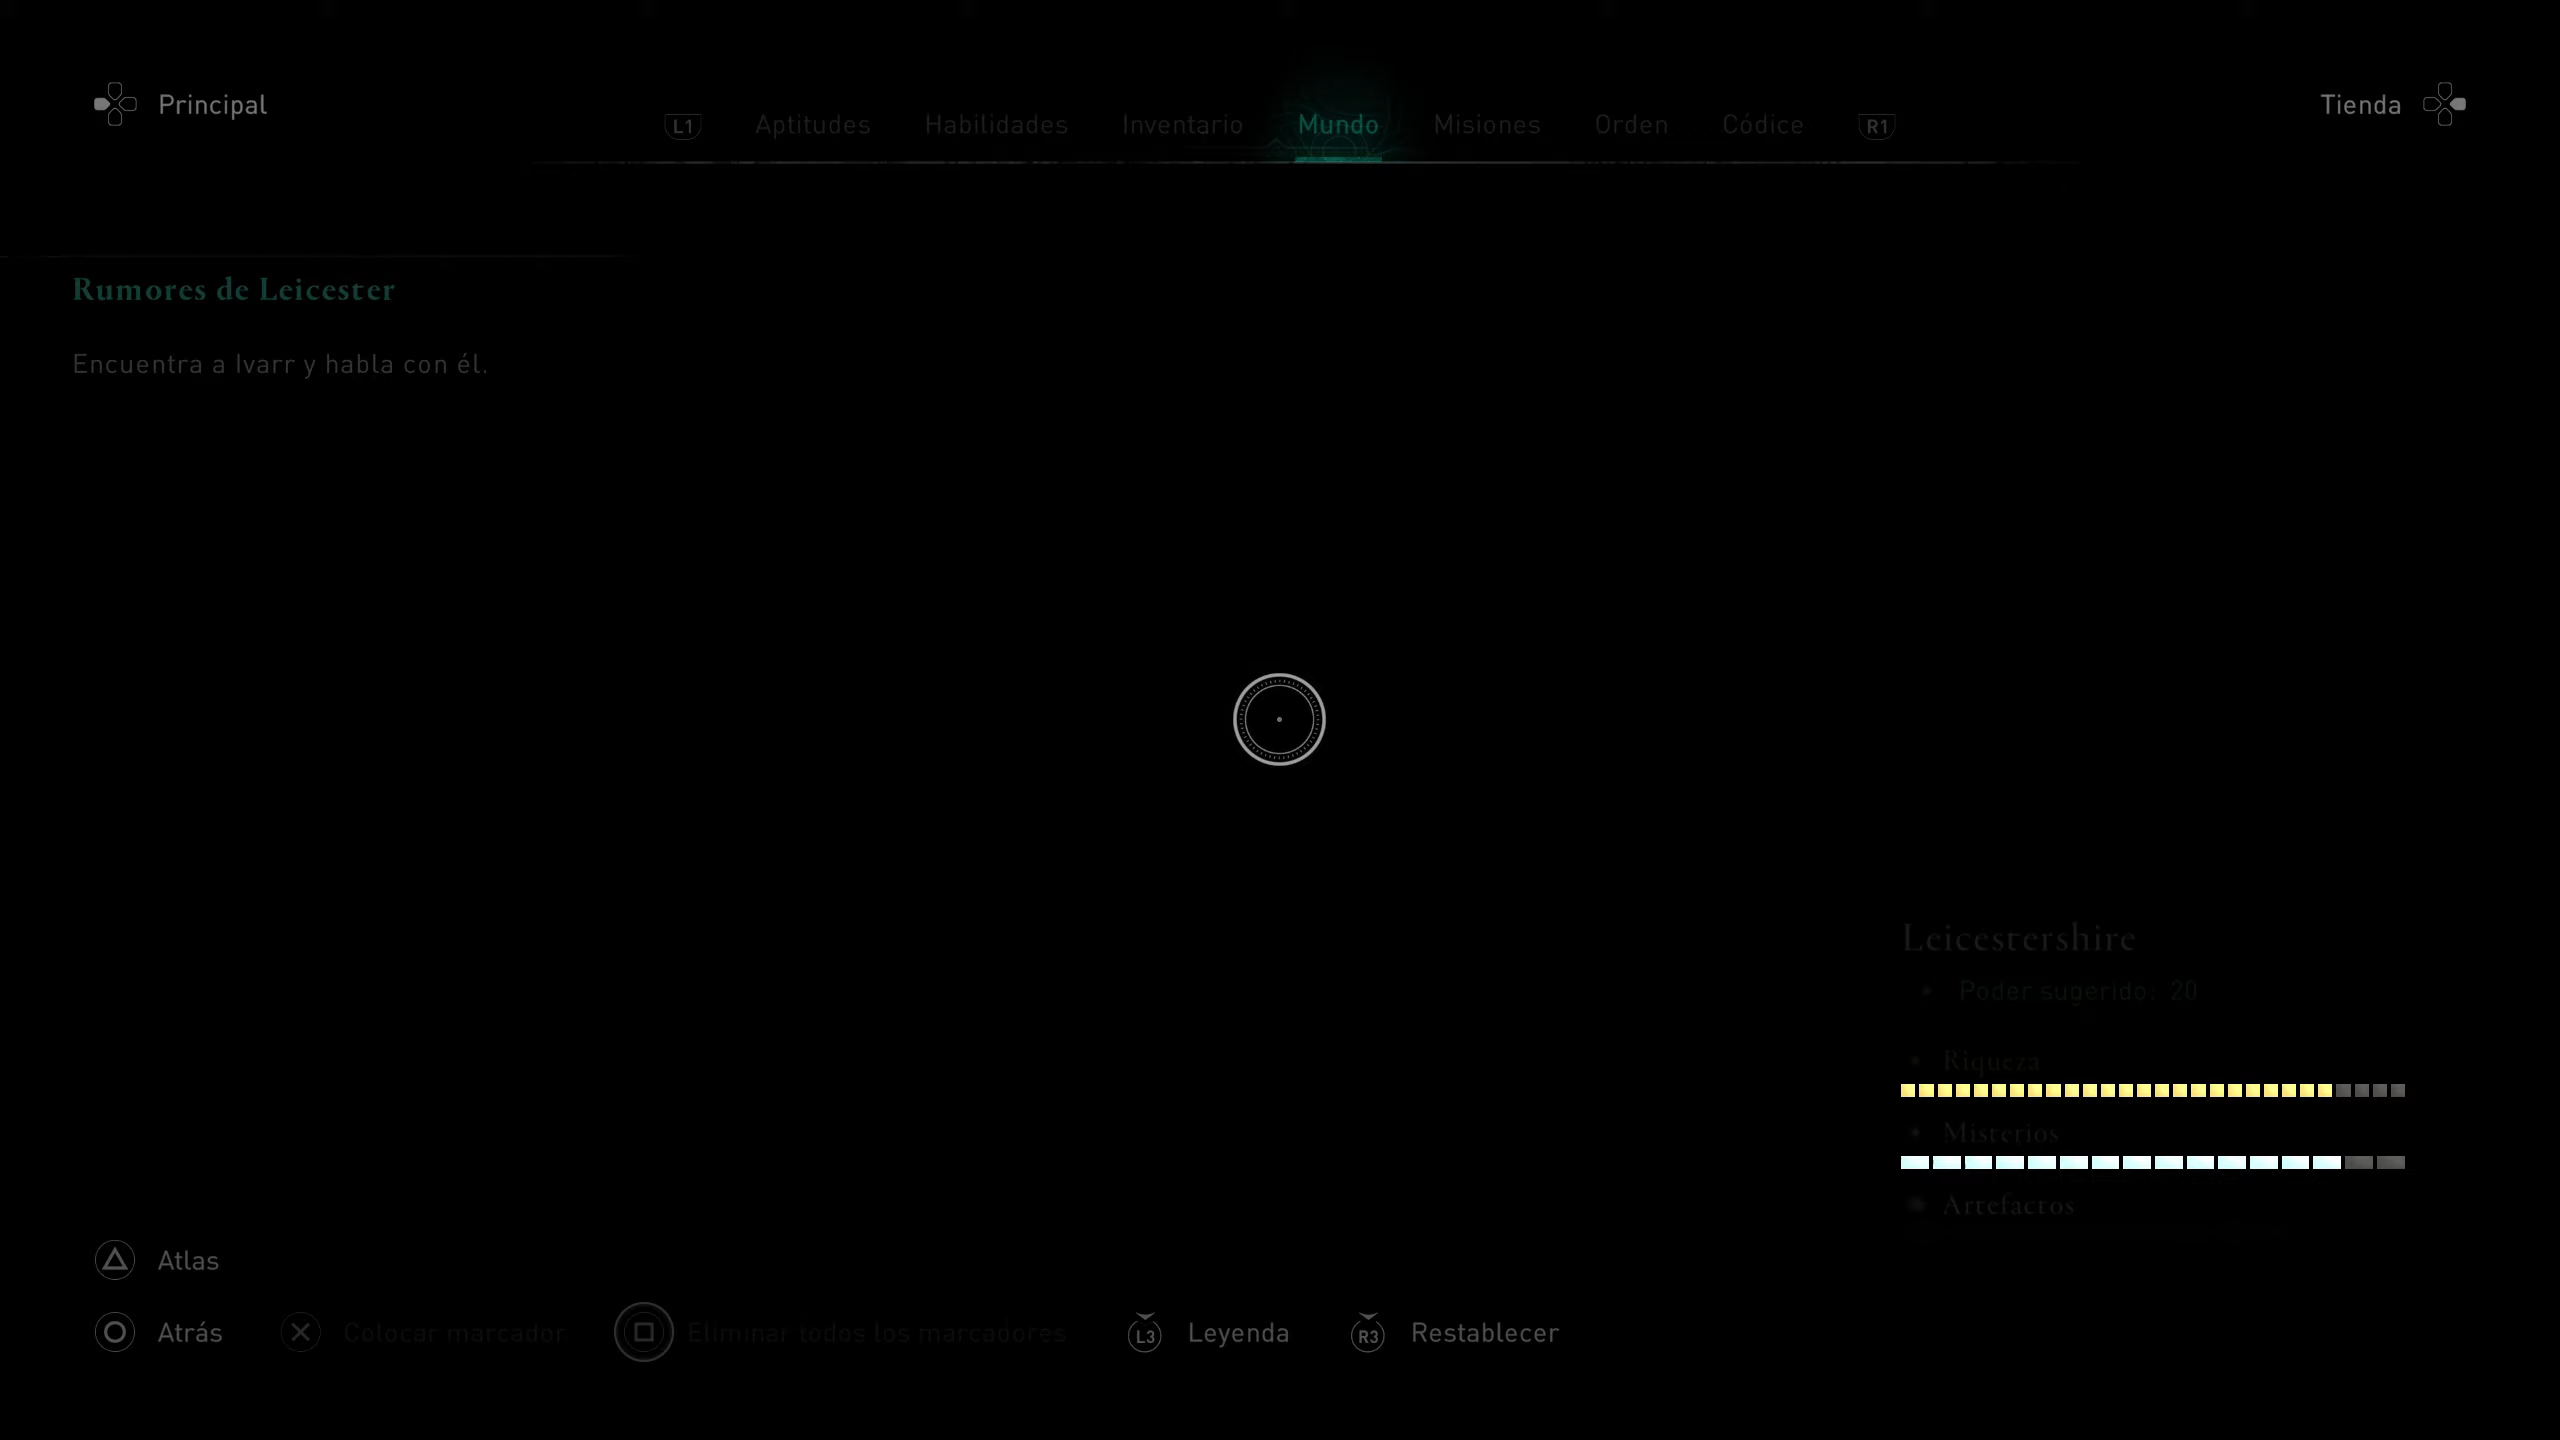 Principal
Tienda
L1 Aptitudes Habilidades Inventario Mundo Misiones Orden Códice R1
Rumores de Leicester
Encuentra a Ivarr y habla con él.
Leicestershire
Poder sugerido: 20
Riqueza
Misterios
Artefactos
Atlas
Atrás Colocar marcador Eliminar todos los marcadores L3 Leyenda R3 Restablecer